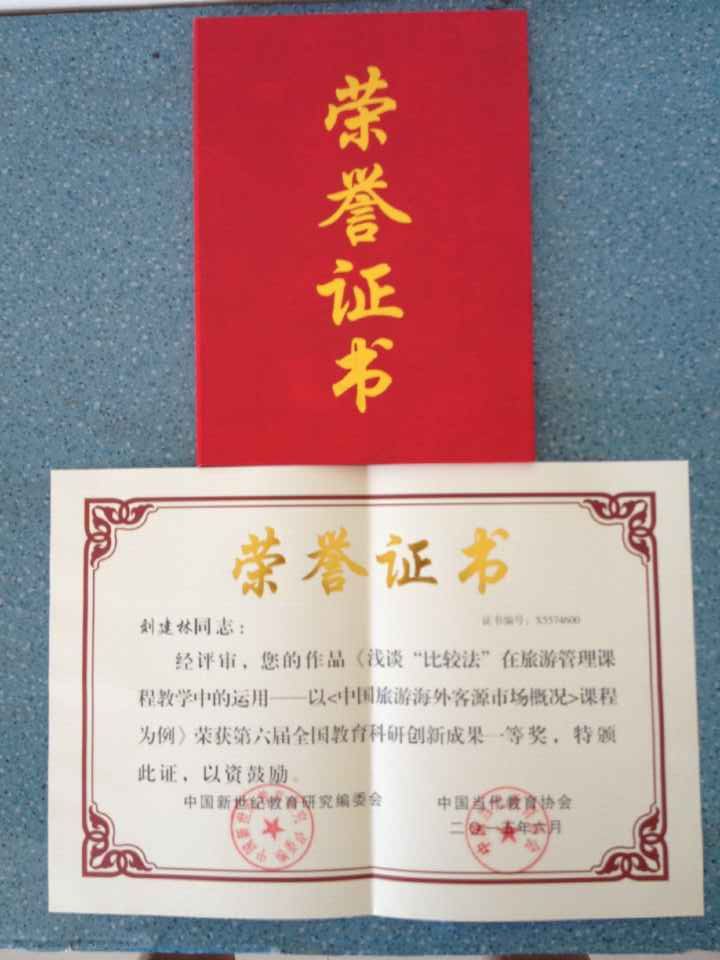 荣誉证书
荣誉证书
证书编号：X5574600
刘建林同志：
经评审，您的作品《浅谈“比较法”在旅游管理课
程教学中的运用——以<中国旅游海外客源市场概况>课程
为例》荣获第六届全国教育科研创新成果一等奖，特颁
此证，以资鼓励。
中国新世纪教育研究编委会
中国当代教育协会
年六月